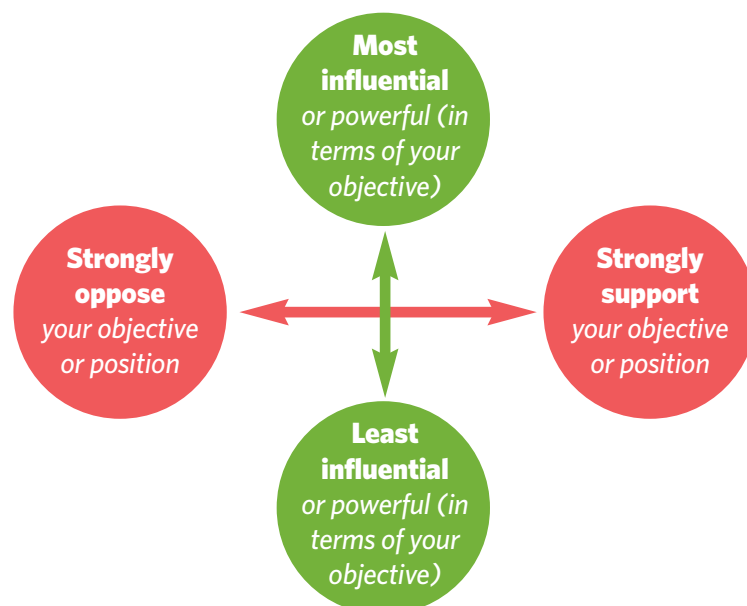 Most
influential
or powerful (in
terms of your
objective)
Strongly
oppose
your objective
or position
Strongly
support
your objective
or position
Least
influential
or powerful (in
terms of your
objective)